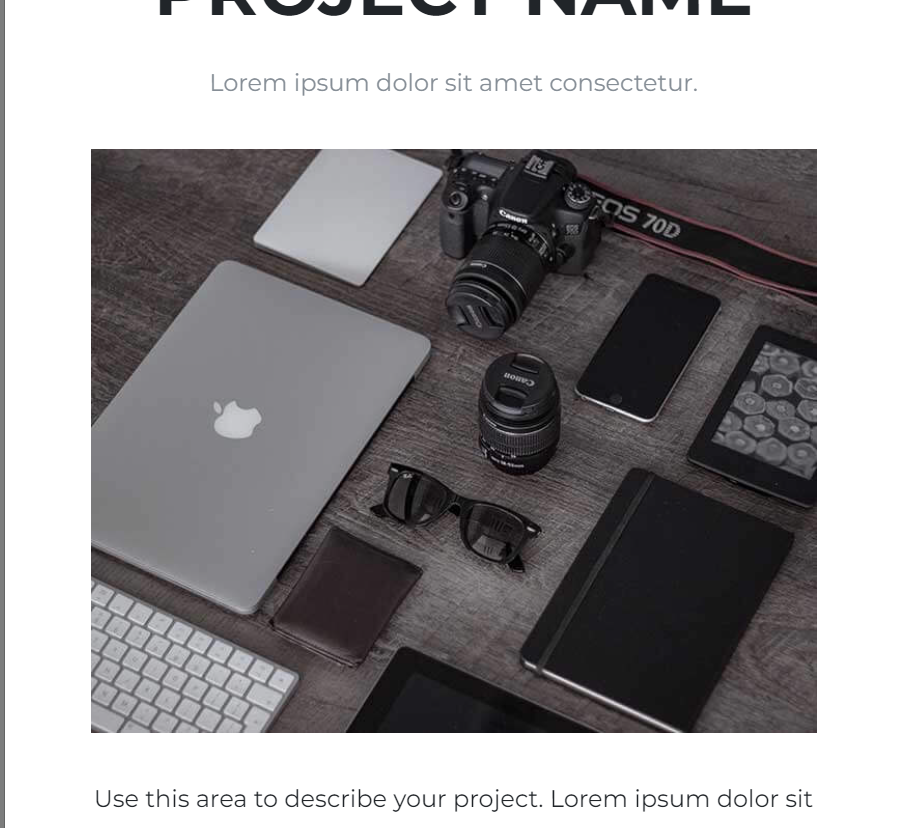 PROJECT NAME
Lorem ipsum dolor sit amet consectetur.
Canon
EOS 70D
Canon
Use this area to describe your project. Lorem ipsum dolor sit